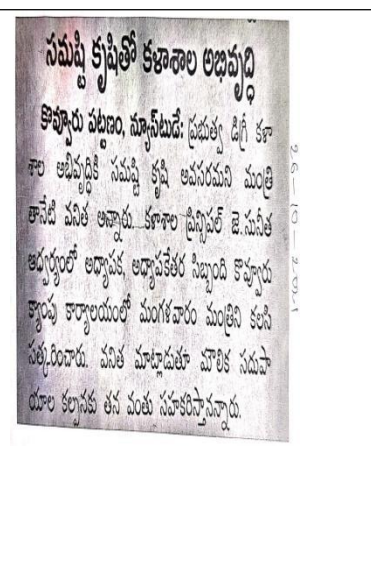 సమష్టి కృషితో కళాశాల అభివృద్ధి
కొవ్వూరు పట్టణం, న్యూస్‌టుడే: ప్రభుత్వ డిగ్రీ కళా
శాల అభివృద్ధికి సమష్టి కృషి అవసరమని మంత్రి
తానేటి వనిత అన్నారు. కళాశాల ప్రిన్సిపల్ జె.సునీత
ఆధ్వర్యంలో అధ్యాపక, అధ్యాపకేతర సిబ్బంది కొవ్వూరు
క్యాంపు కార్యాలయంలో మంగళవారం మంత్రిని కలిసి
సత్కరించారు. వనిత మాట్లాడుతూ మౌలిక సదుపా
యాల కల్పనకు తన వంతు సహకరిస్తానన్నారు.
26-10-2021